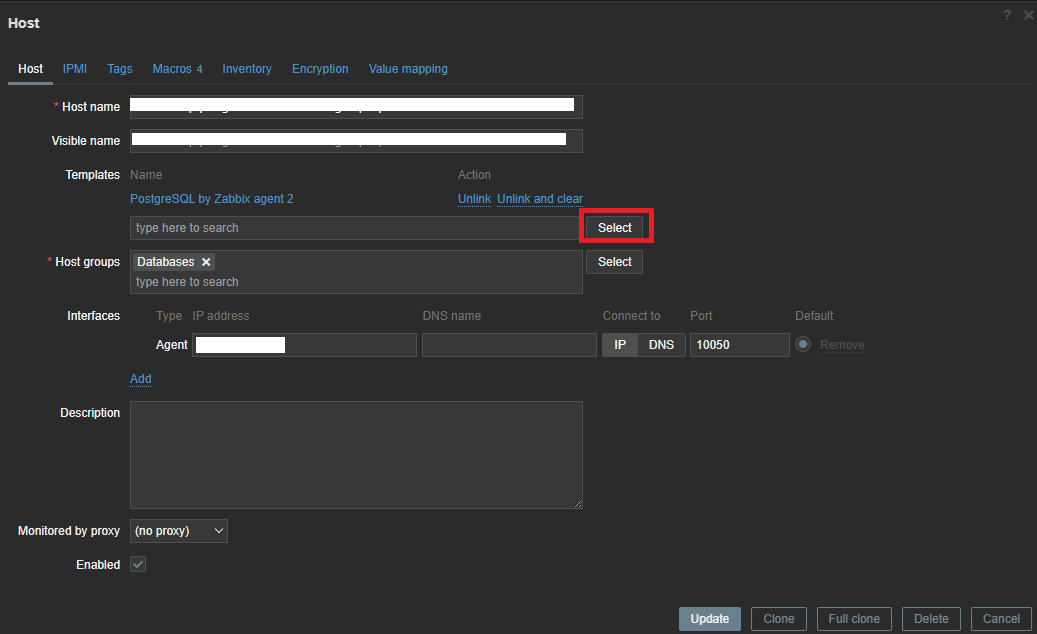 Host
? ×
Host IPMI Tags Macros 4 Inventory Encryption Value mapping
* Host name
Visible name
Templates Name Action
PostgreSQL by Zabbix agent 2 Unlink Unlink and clear
type here to search Select
* Host groups Databases × Select
type here to search
Interfaces Type IP address DNS name Connect to Port Default
Agent IP DNS 10050 Remove
Add
Description
Monitored by proxy (no proxy)
Enabled
Update Clone Full clone Delete Cancel